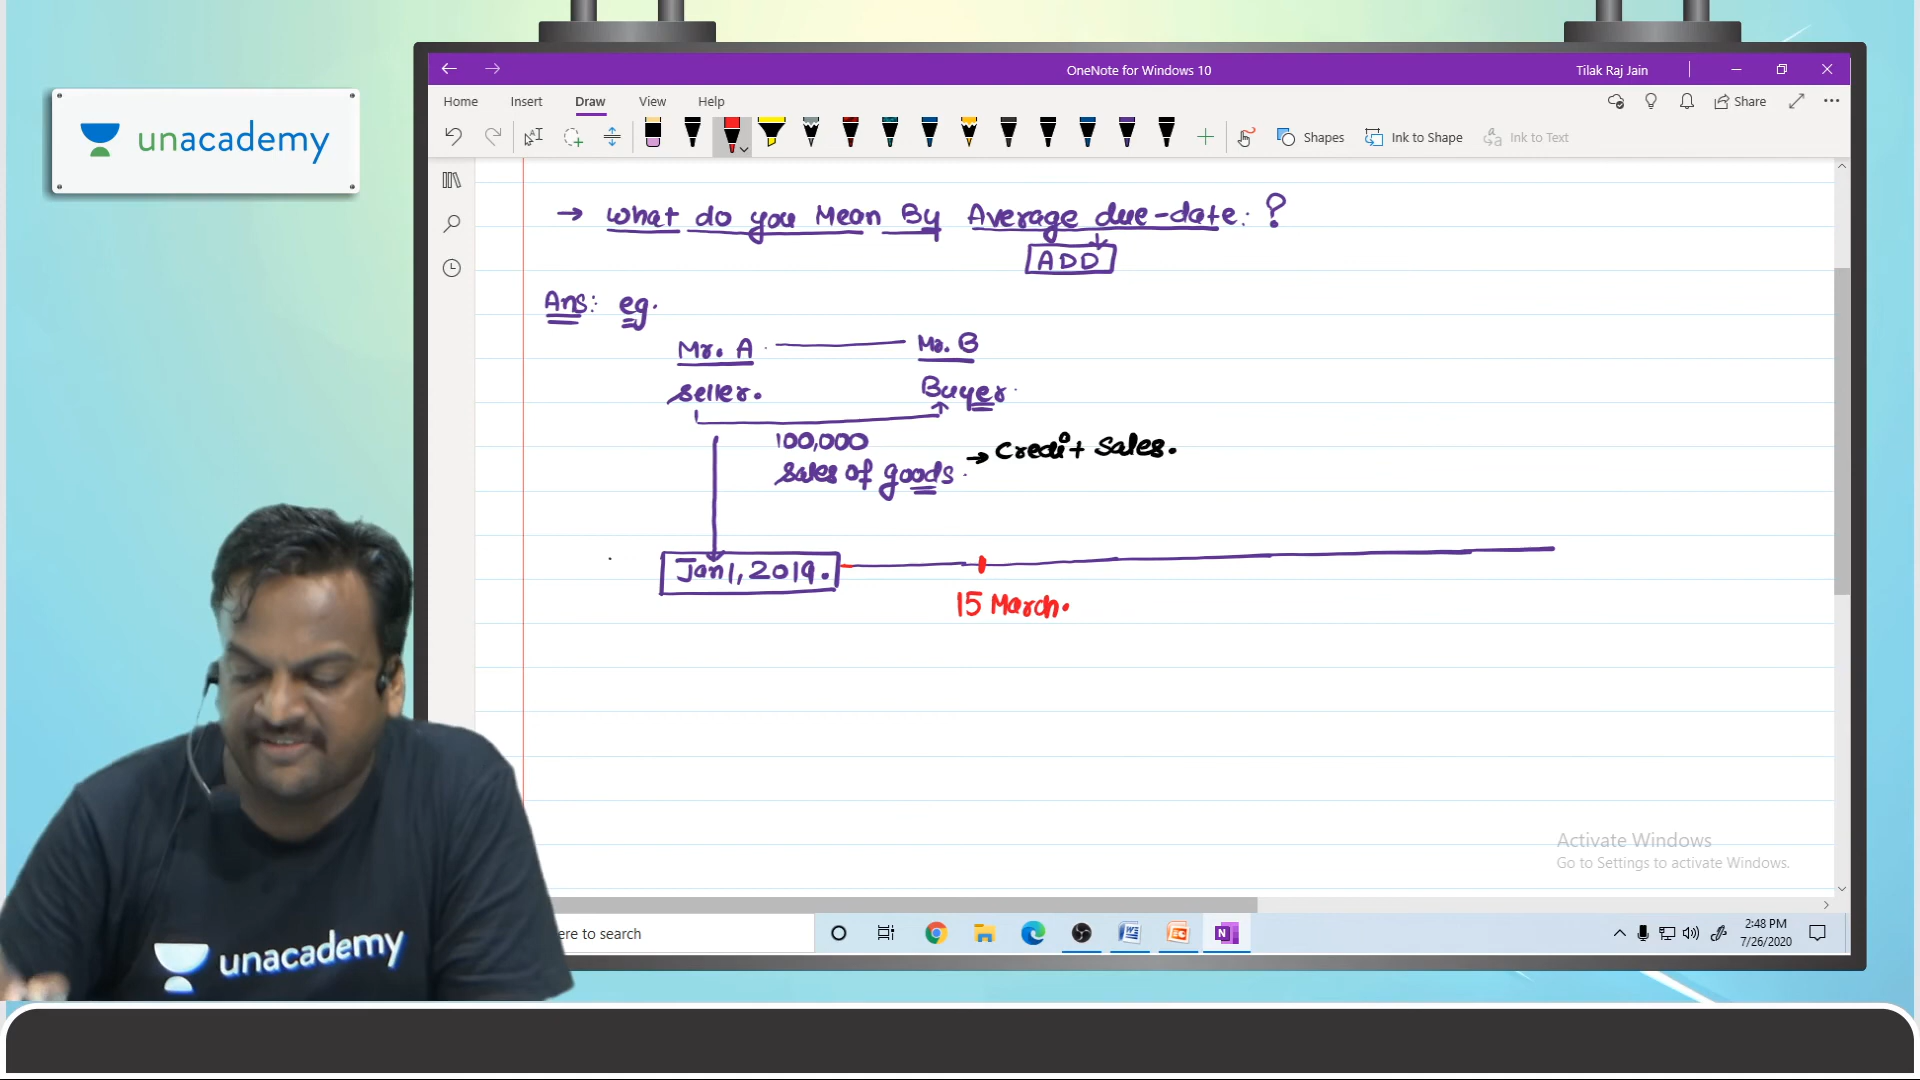 unacademy
OneNote for Windows 10
Tilak Raj Jain
Home Insert Draw View Help
Share
Shapes Ink to Shape Ink to Text
→ What do you Mean By Average due-date: ?
ADD
Ans: eg.
Mr. A Mr. B
seller. Buyer
100,000
sales of goods → Credit Sales.
Jan 1, 2019.
15 March.
Activate Windows
Go to Settings to activate Windows.
ere to search
2:48 PM
7/26/2020
unacademy